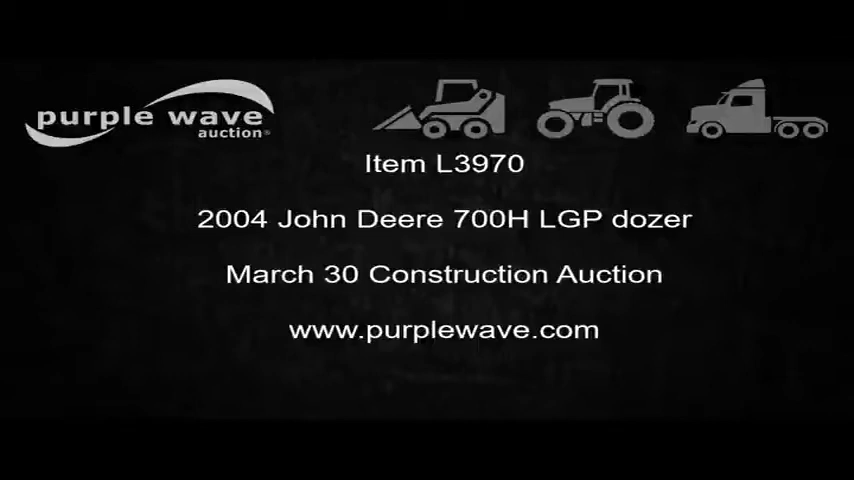 purple wave
auction®
Item L3970
2004 John Deere 700H LGP dozer
March 30 Construction Auction
www.purplewave.com